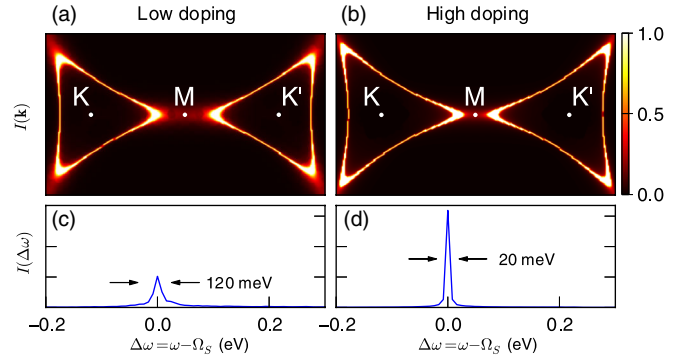 Low doping
High doping
(a)
(b)
I(k)
K
M
K'
K
M
K'
1.0
0.5
0.0
(c)
(d)
I(Δω)
120 meV
20 meV
−0.2
0.0
0.2
−0.2
0.0
0.2
Δω=ω−Ω_S (eV)
Δω=ω−Ω_S (eV)